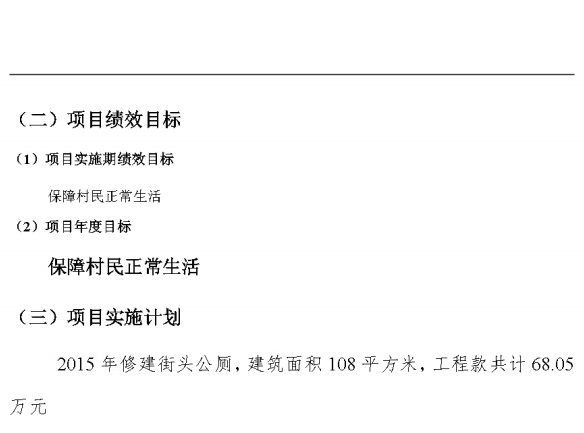 （二）项目绩效目标
（1）项目实施期绩效目标
保障村民正常生活
（2）项目年度目标
保障村民正常生活
（三）项目实施计划
2015 年修建街头公厕，建筑面积 108 平方米，工程款共计 68.05
万元